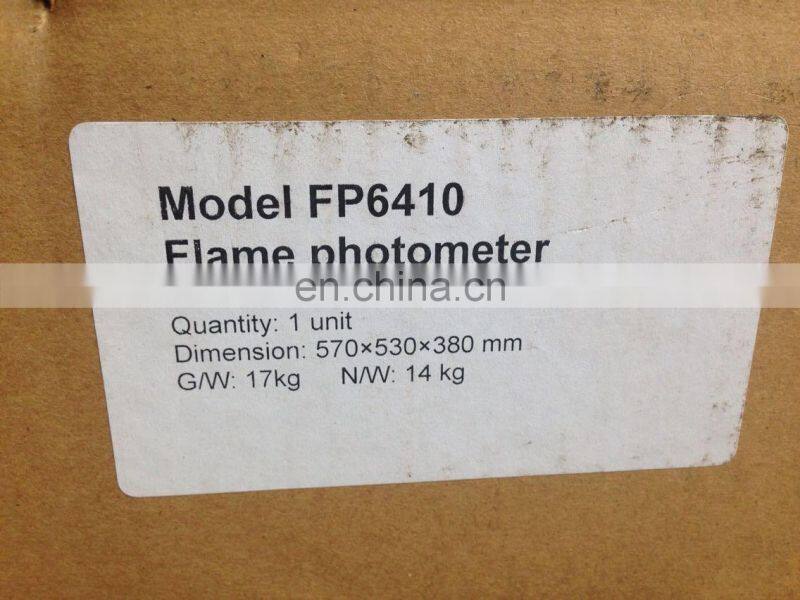 Model FP6410
Flame photometer
en.china.cn
Quantity: 1 unit
Dimension: 570×530×380 mm
G/W: 17kg N/W: 14 kg